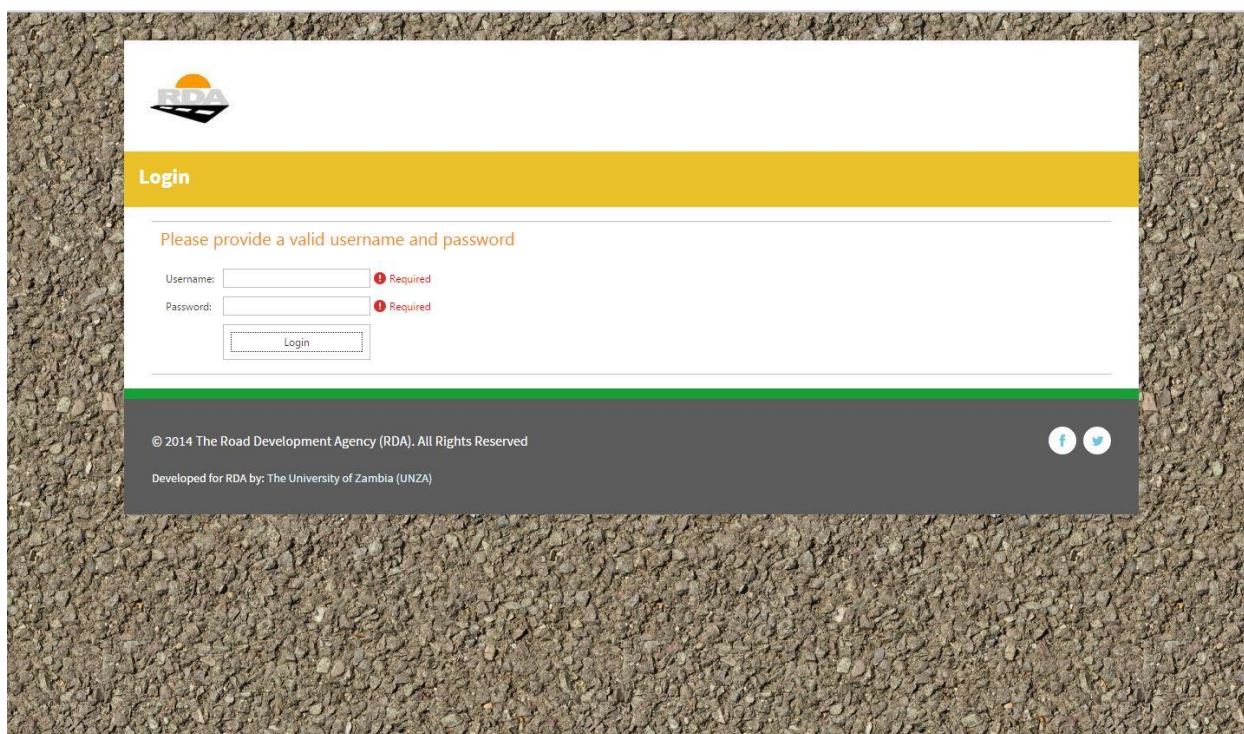 RDA
Login
Please provide a valid username and password
Username:
Required
Password:
Required
Login
© 2014 The Road Development Agency (RDA). All Rights Reserved
Developed for RDA by: The University of Zambia (UNZA)